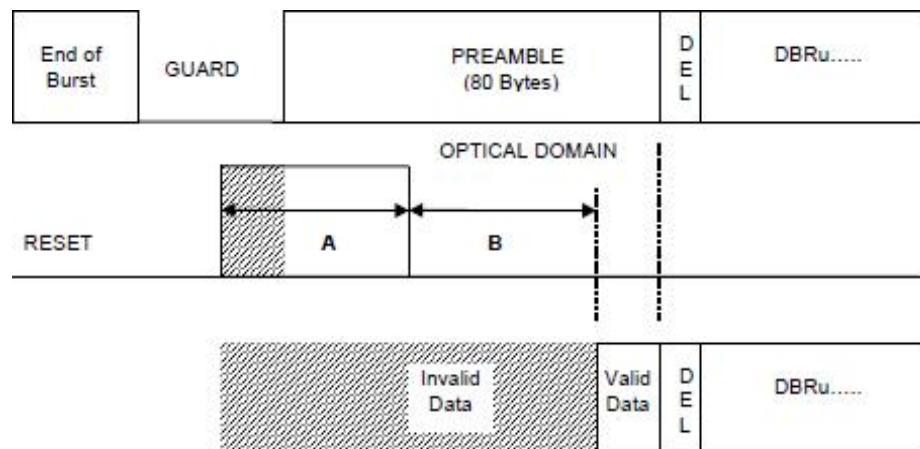 End of
Burst
GUARD
PREAMBLE
(80 Bytes)
D
E
L
DBRu.....
OPTICAL DOMAIN
RESET
A
B
Invalid
Data
Valid
Data
D
E
L
DBRu.....